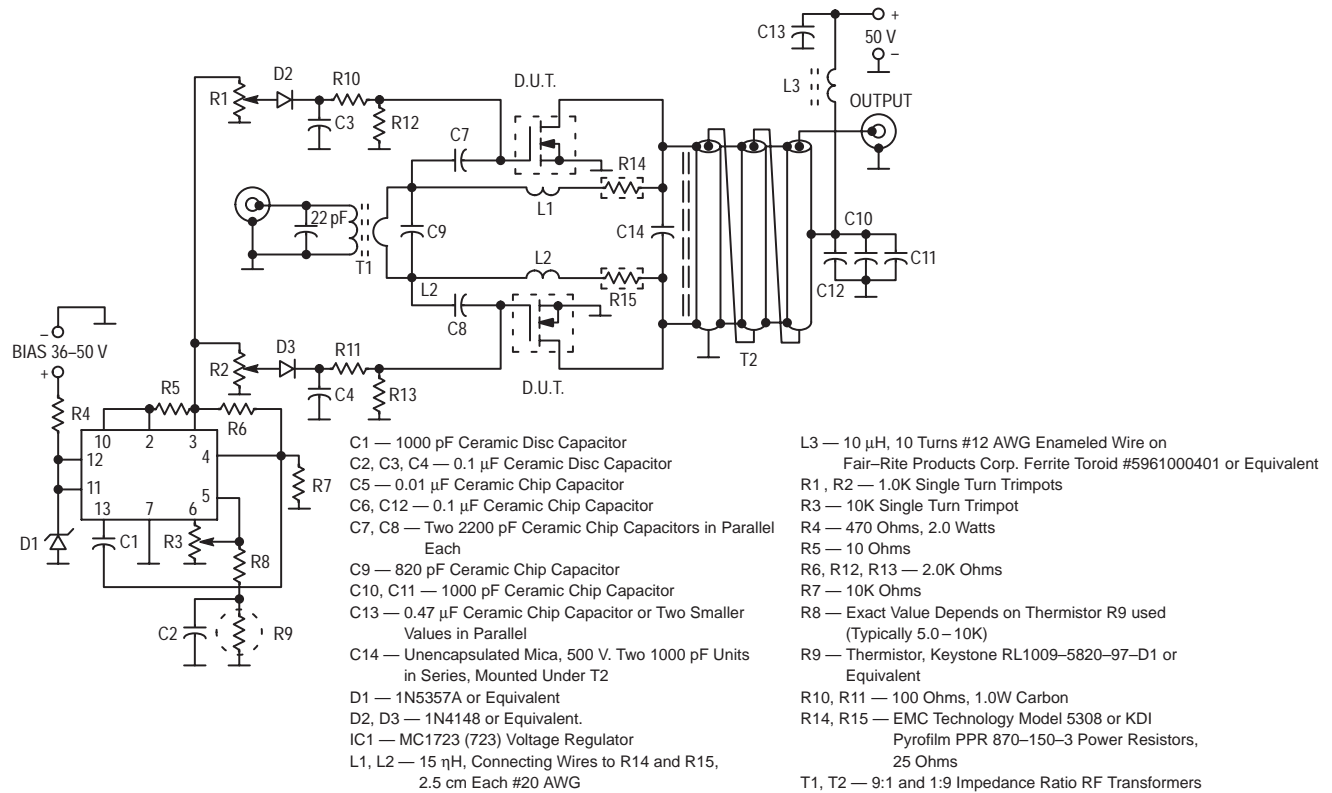 C13
+
50 V
–
L3
OUTPUT
D2
R10
D.U.T.
R1
C3
R12
C7
R14
L1
22 pF
C9
C14
T1
C10
C11
C12
L2
L2
R15
C8
T2
–
BIAS 36–50 V
+
D3
R11
R2
C4
R13
D.U.T.
R5
R4
R6
10
2
3
4
12
11
5
13
7
6
R7
D1
C1
R3
R8
C2
R9
C1 — 1000 pF Ceramic Disc Capacitor
C2, C3, C4 — 0.1 μF Ceramic Disc Capacitor
C5 — 0.01 μF Ceramic Chip Capacitor
C6, C12 — 0.1 μF Ceramic Chip Capacitor
C7, C8 — Two 2200 pF Ceramic Chip Capacitors in Parallel
Each
C9 — 820 pF Ceramic Chip Capacitor
C10, C11 — 1000 pF Ceramic Chip Capacitor
C13 — 0.47 μF Ceramic Chip Capacitor or Two Smaller
Values in Parallel
C14 — Unencapsulated Mica, 500 V. Two 1000 pF Units
in Series, Mounted Under T2
D1 — 1N5357A or Equivalent
D2, D3 — 1N4148 or Equivalent.
IC1 — MC1723 (723) Voltage Regulator
L1, L2 — 15 ηH, Connecting Wires to R14 and R15,
2.5 cm Each #20 AWG
L3 — 10 μH, 10 Turns #12 AWG Enameled Wire on
Fair–Rite Products Corp. Ferrite Toroid #5961000401 or Equivalent
R1, R2 — 1.0K Single Turn Trimpots
R3 — 10K Single Turn Trimpot
R4 — 470 Ohms, 2.0 Watts
R5 — 10 Ohms
R6, R12, R13 — 2.0K Ohms
R7 — 10K Ohms
R8 — Exact Value Depends on Thermistor R9 used
(Typically 5.0–10K)
R9 — Thermistor, Keystone RL1009–5820–97–D1 or
Equivalent
R10, R11 — 100 Ohms, 1.0W Carbon
R14, R15 — EMC Technology Model 5308 or KDI
Pyrofilm PPR 870–150–3 Power Resistors,
25 Ohms
T1, T2 — 9:1 and 1:9 Impedance Ratio RF Transformers